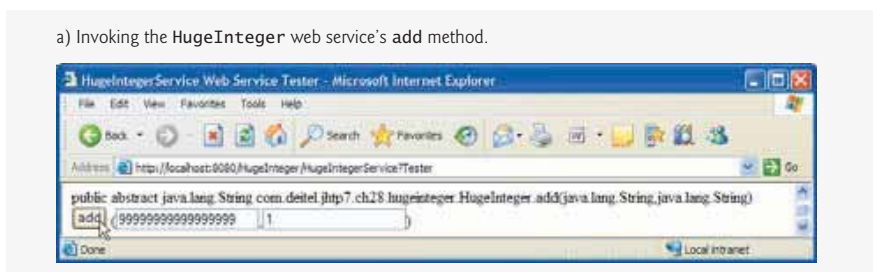 a) Invoking the HugeInteger web service's add method.
HugeIntegerService Web Service Tester - Microsoft Internet Explorer
File Edit View Favorites Tools Help
Back Search Favorites
Address http://localhost:8080/HugeInteger/HugeIntegerService?Tester Go
public abstract java.lang.String com.deitel.jhtp7.ch28.hugeinteger.HugeInteger.add(java.lang.String,java.lang.String)
add (99999999999999999 ,1 )
Done Local intranet